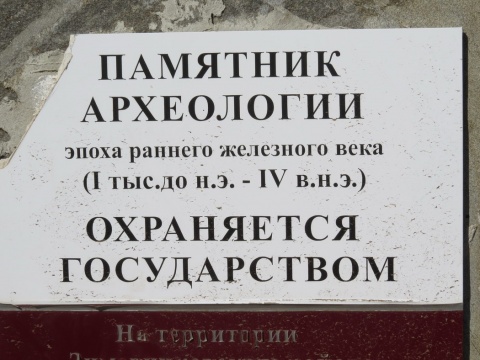 ПАМЯТНИК
АРХЕОЛОГИИ
эпоха раннего железного века
(I тыс.до н.э. - IV в.н.э.)
ОХРАНЯЕТСЯ
ГОСУДАРСТВОМ
На территории